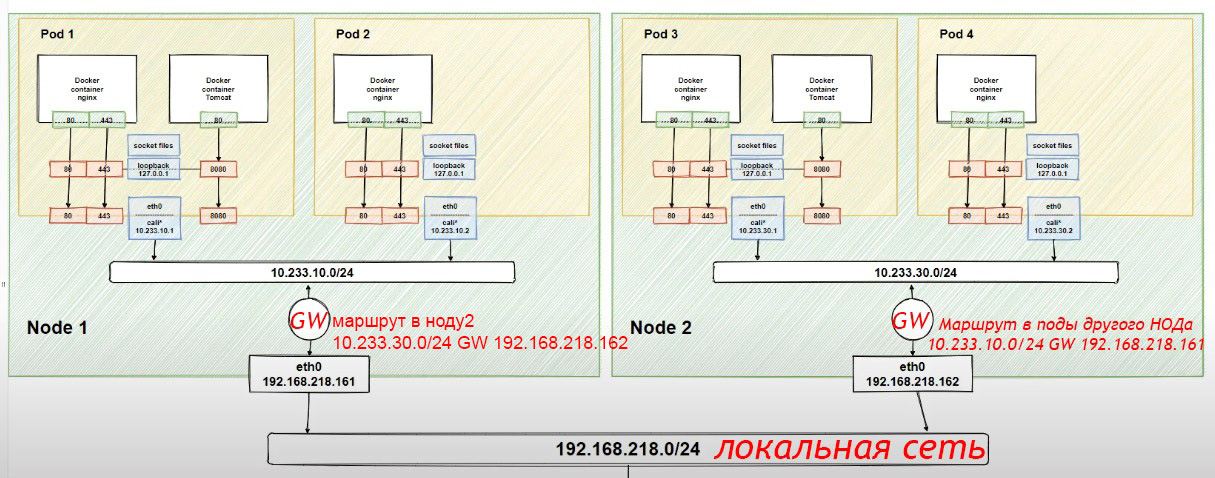 Pod 1
Pod 2
Pod 3
Pod 4
Docker
container
nginx
Docker
container
Tomcat
Docker
container
nginx
Docker
container
nginx
Docker
container
Tomcat
Docker
container
nginx
80 443 80 80 443 80 443 80 80 443
socket files
socket files
socket files
socket files
80 443 loopback 8080 80 443 loopback 80 443 loopback 8080 80 443 loopback
127.0.0.1 127.0.0.1 127.0.0.1 127.0.0.1
eth0 eth0 eth0 eth0
80 443 8080 80 443 80 443 8080 80 443
cali* cali* cali* cali*
10.233.10.1 10.233.10.2 10.233.30.1 10.233.30.2
10.233.10.0/24
10.233.30.0/24
Node 1
GW
маршрут в ноду2
10.233.30.0/24 GW 192.168.218.162
Node 2
GW
Маршрут в поды другого НОДа
10.233.10.0/24 GW 192.168.218.161
eth0
192.168.218.161
eth0
192.168.218.162
192.168.218.0/24 локальная сеть